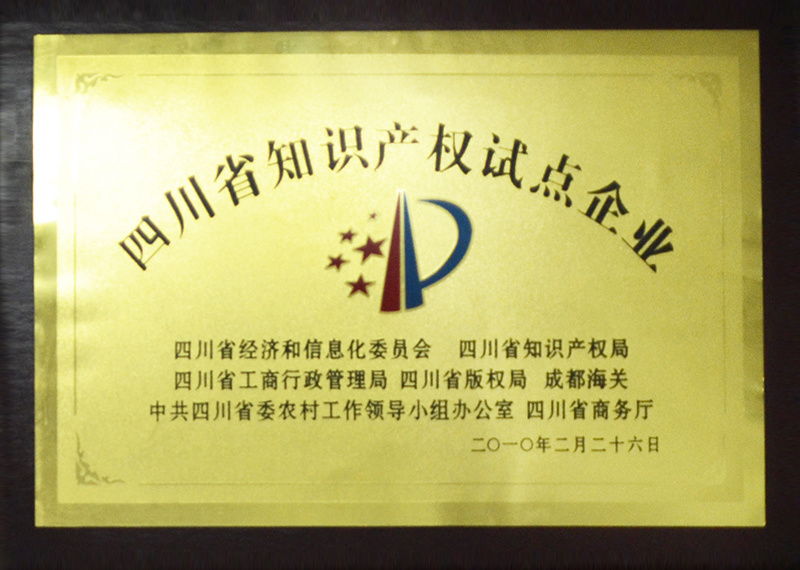 四川省知识产权试点企业
四川省经济和信息化委员会 四川省知识产权局
四川省工商行政管理局 四川省版权局 成都海关
中共四川省委农村工作领导小组办公室 四川省商务厅
二〇一〇年二月二十六日